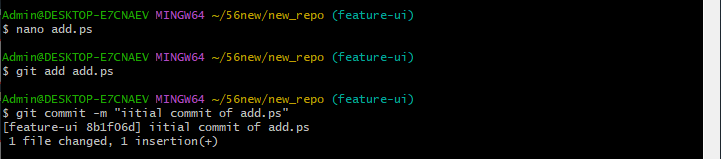 Admin@DESKTOP-E7CNAEV MINGW64 ~/56new/new_repo (feature-ui)
$ nano add.ps
Admin@DESKTOP-E7CNAEV MINGW64 ~/56new/new_repo (feature-ui)
$ git add add.ps
Admin@DESKTOP-E7CNAEV MINGW64 ~/56new/new_repo (feature-ui)
$ git commit -m "iitial commit of add.ps"
[feature-ui 8b1f06d] iitial commit of add.ps
1 file changed, 1 insertion(+)